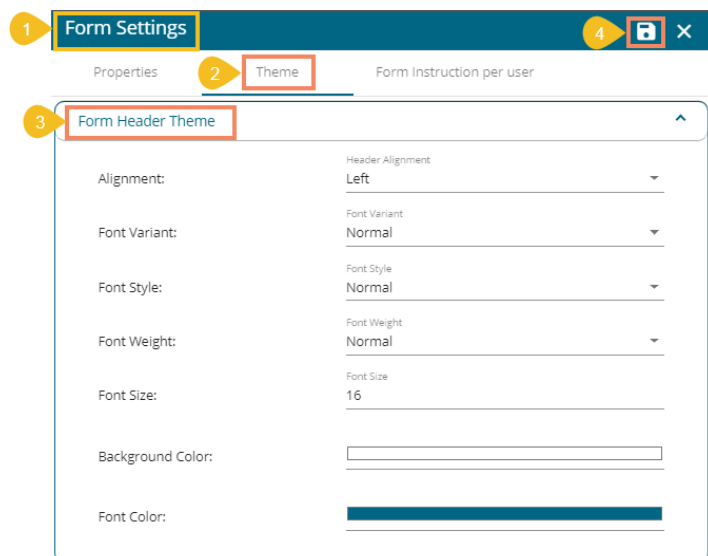 1 Form Settings 4
Properties 2 Theme Form Instruction per user
3 Form Header Theme
Header Alignment
Alignment: Left
Font Variant
Font Variant: Normal
Font Style
Font Style: Normal
Font Weight
Font Weight: Normal
Font Size
Font Size: 16
Background Color:
Font Color: